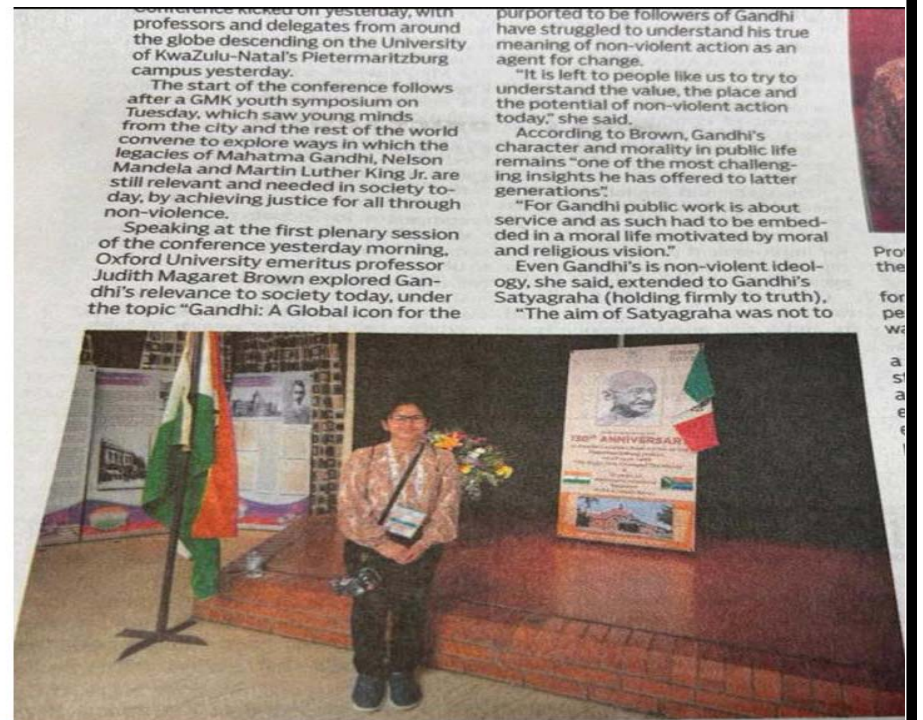 Conference kicked off yesterday, with
professors and delegates from around
the globe descending on the University
of KwaZulu-Natal's Pietermaritzburg
campus yesterday.
The start of the conference follows
after a GMK youth symposium on
Tuesday, which saw young minds
from the city and the rest of the world
convene to explore ways in which the
legacies of Mahatma Gandhi, Nelson
Mandela and Martin Luther King Jr. are
still relevant and needed in society to-
day, by achieving justice for all through
non-violence.
Speaking at the first plenary session
of the conference yesterday morning,
Oxford University emeritus professor
Judith Magaret Brown explored Gan-
dhi's relevance to society today, under
the topic "Gandhi: A Global icon for the
purported to be followers of Gandhi
have struggled to understand his true
meaning of non-violent action as an
agent for change.
"It is left to people like us to try to
understand the value, the place and
the potential of non-violent action
today," she said.
According to Brown, Gandhi's
character and morality in public life
remains "one of the most challeng-
ing insights he has offered to latter
generations".
"For Gandhi public work is about
service and as such had to be embed-
ded in a moral life motivated by moral
and religious vision."
Even Gandhi's is non-violent ideol-
ogy, she said, extended to Gandhi's
Satyagraha (holding firmly to truth).
"The aim of Satyagraha was not to
Pro
the
for
pe
wa
a
130th ANNIVERSAR